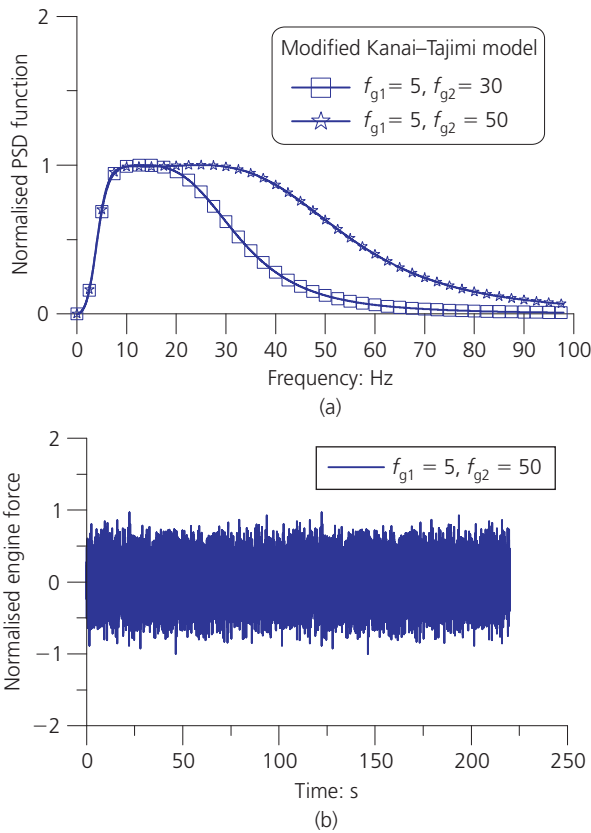 2
1
0
Normalised PSD function
Modified Kanai–Tajimi model
fg1= 5, fg2= 30
fg1= 5, fg2 = 50
0 10 20 30 40 50 60 70 80 90 100
Frequency: Hz
(a)
2
1
0
−1
−2
Normalised engine force
fg1 = 5, fg2 = 50
0 50 100 150 200 250
Time: s
(b)